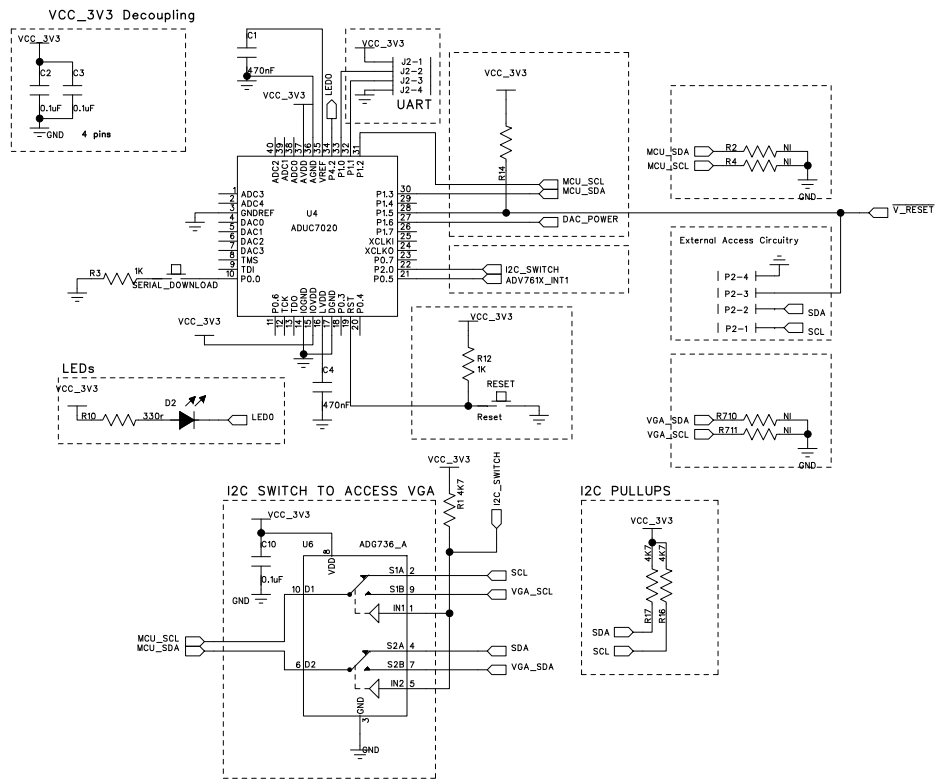 VCC_3V3 Decoupling
VCC_3V3
C2
C3
0.1uF
0.1uF
GND
4 pins
C1
470nF
VCC_3V3
LED0
VCC_3V3
J2-1
J2-2
J2-3
J2-4
UART
40
39
38
37
36
35
34
33
32
31
ADC2
ADC1
ADC0
AVDD
AGND
VREF
P4.2
P1.0
P1.1
P1.2
1
2
3
4
5
6
7
8
9
10
ADC3
ADC4
GNDREF
DAC0
DAC1
DAC2
DAC3
TMS
TDI
P0.0
U4
ADUC7020
P1.3
P1.4
P1.5
P1.6
P1.7
XCLKI
XCLKO
P0.7
P2.0
P0.5
30
29
28
27
26
25
24
23
22
21
P0.6
TCK
TDO
IOGND
IOVDD
LVDD
DGND
P0.3
RST
P0.4
11
12
13
14
15
16
17
18
19
20
VCC_3V3
R14
MCU_SCL
MCU_SDA
DAC_POWER
I2C_SWITCH
ADV761X_INT1
MCU_SDA
MCU_SCL
R2
R4
NI
NI
GND
V_RESET
External Access Circuitry
P2-4
P2-3
P2-2
P2-1
SDA
SCL
R3
1K
SERIAL_DOWNLOAD
VCC_3V3
C4
470nF
VCC_3V3
R12
1K
RESET
Reset
LEDs
VCC_3V3
R10
330r
D2
LED0
VGA_SDA
VGA_SCL
R710
R711
NI
NI
GND
I2C SWITCH TO ACCESS VGA
VCC_3V3
C10
0.1uF
GND
U6
ADG736_A
8
VDD
VCC_3V3
R1 4K7
I2C_SWITCH
10 D1
S1A 2
SCL
S1B 9
VGA_SCL
IN1 1
MCU_SCL
MCU_SDA
6 D2
S2A 4
SDA
S2B 7
VGA_SDA
IN2 5
GND
3
GND
I2C PULLUPS
VCC_3V3
4K7
4K7
R17
R16
SDA
SCL